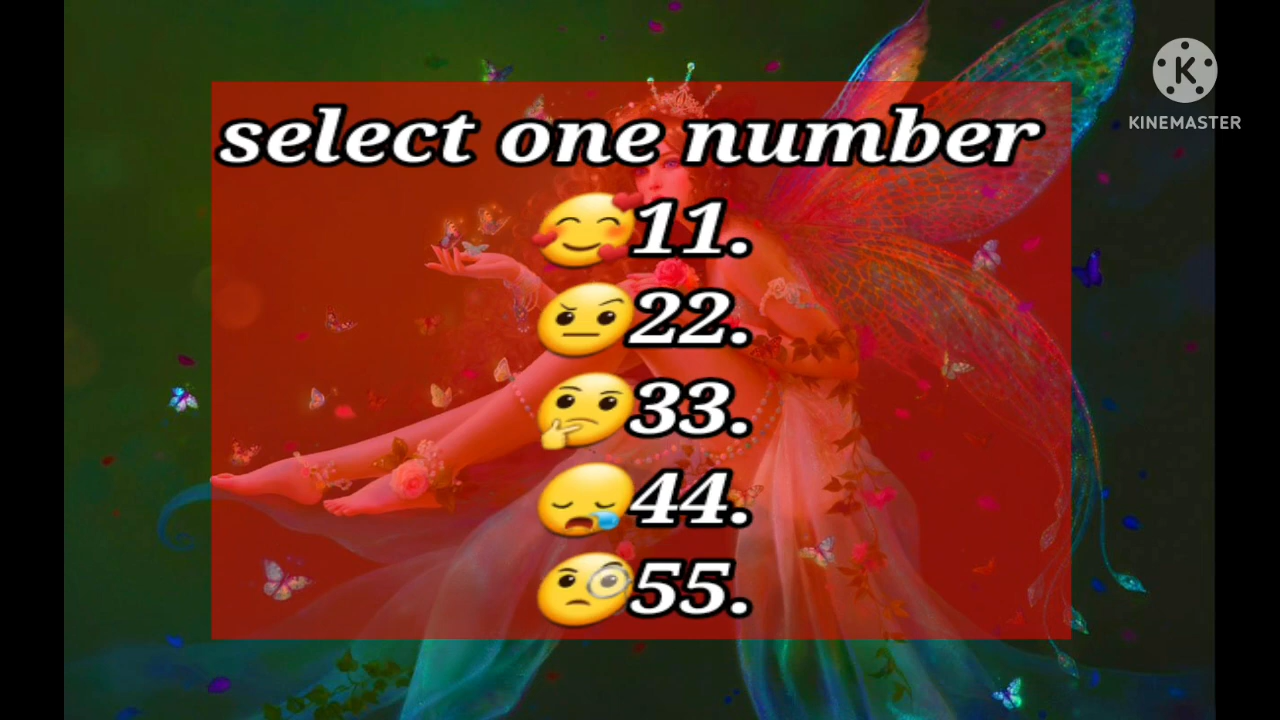 select one number
🥰11.
🤨22.
🤔33.
😪44.
🧐55.
K
KINEMASTER